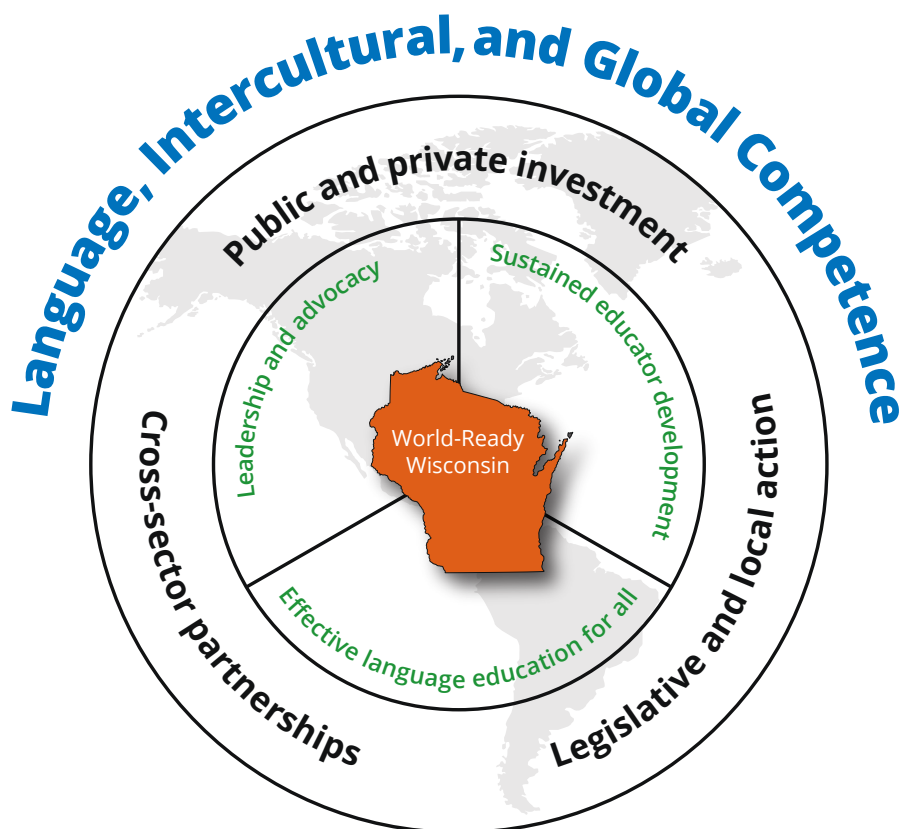 Language, Intercultural, and Global Competence
Public and private investment
Cross-sector partnerships
Legislative and local action
Leadership and advocacy
Sustained educator development
Effective language education for all
World-Ready
Wisconsin